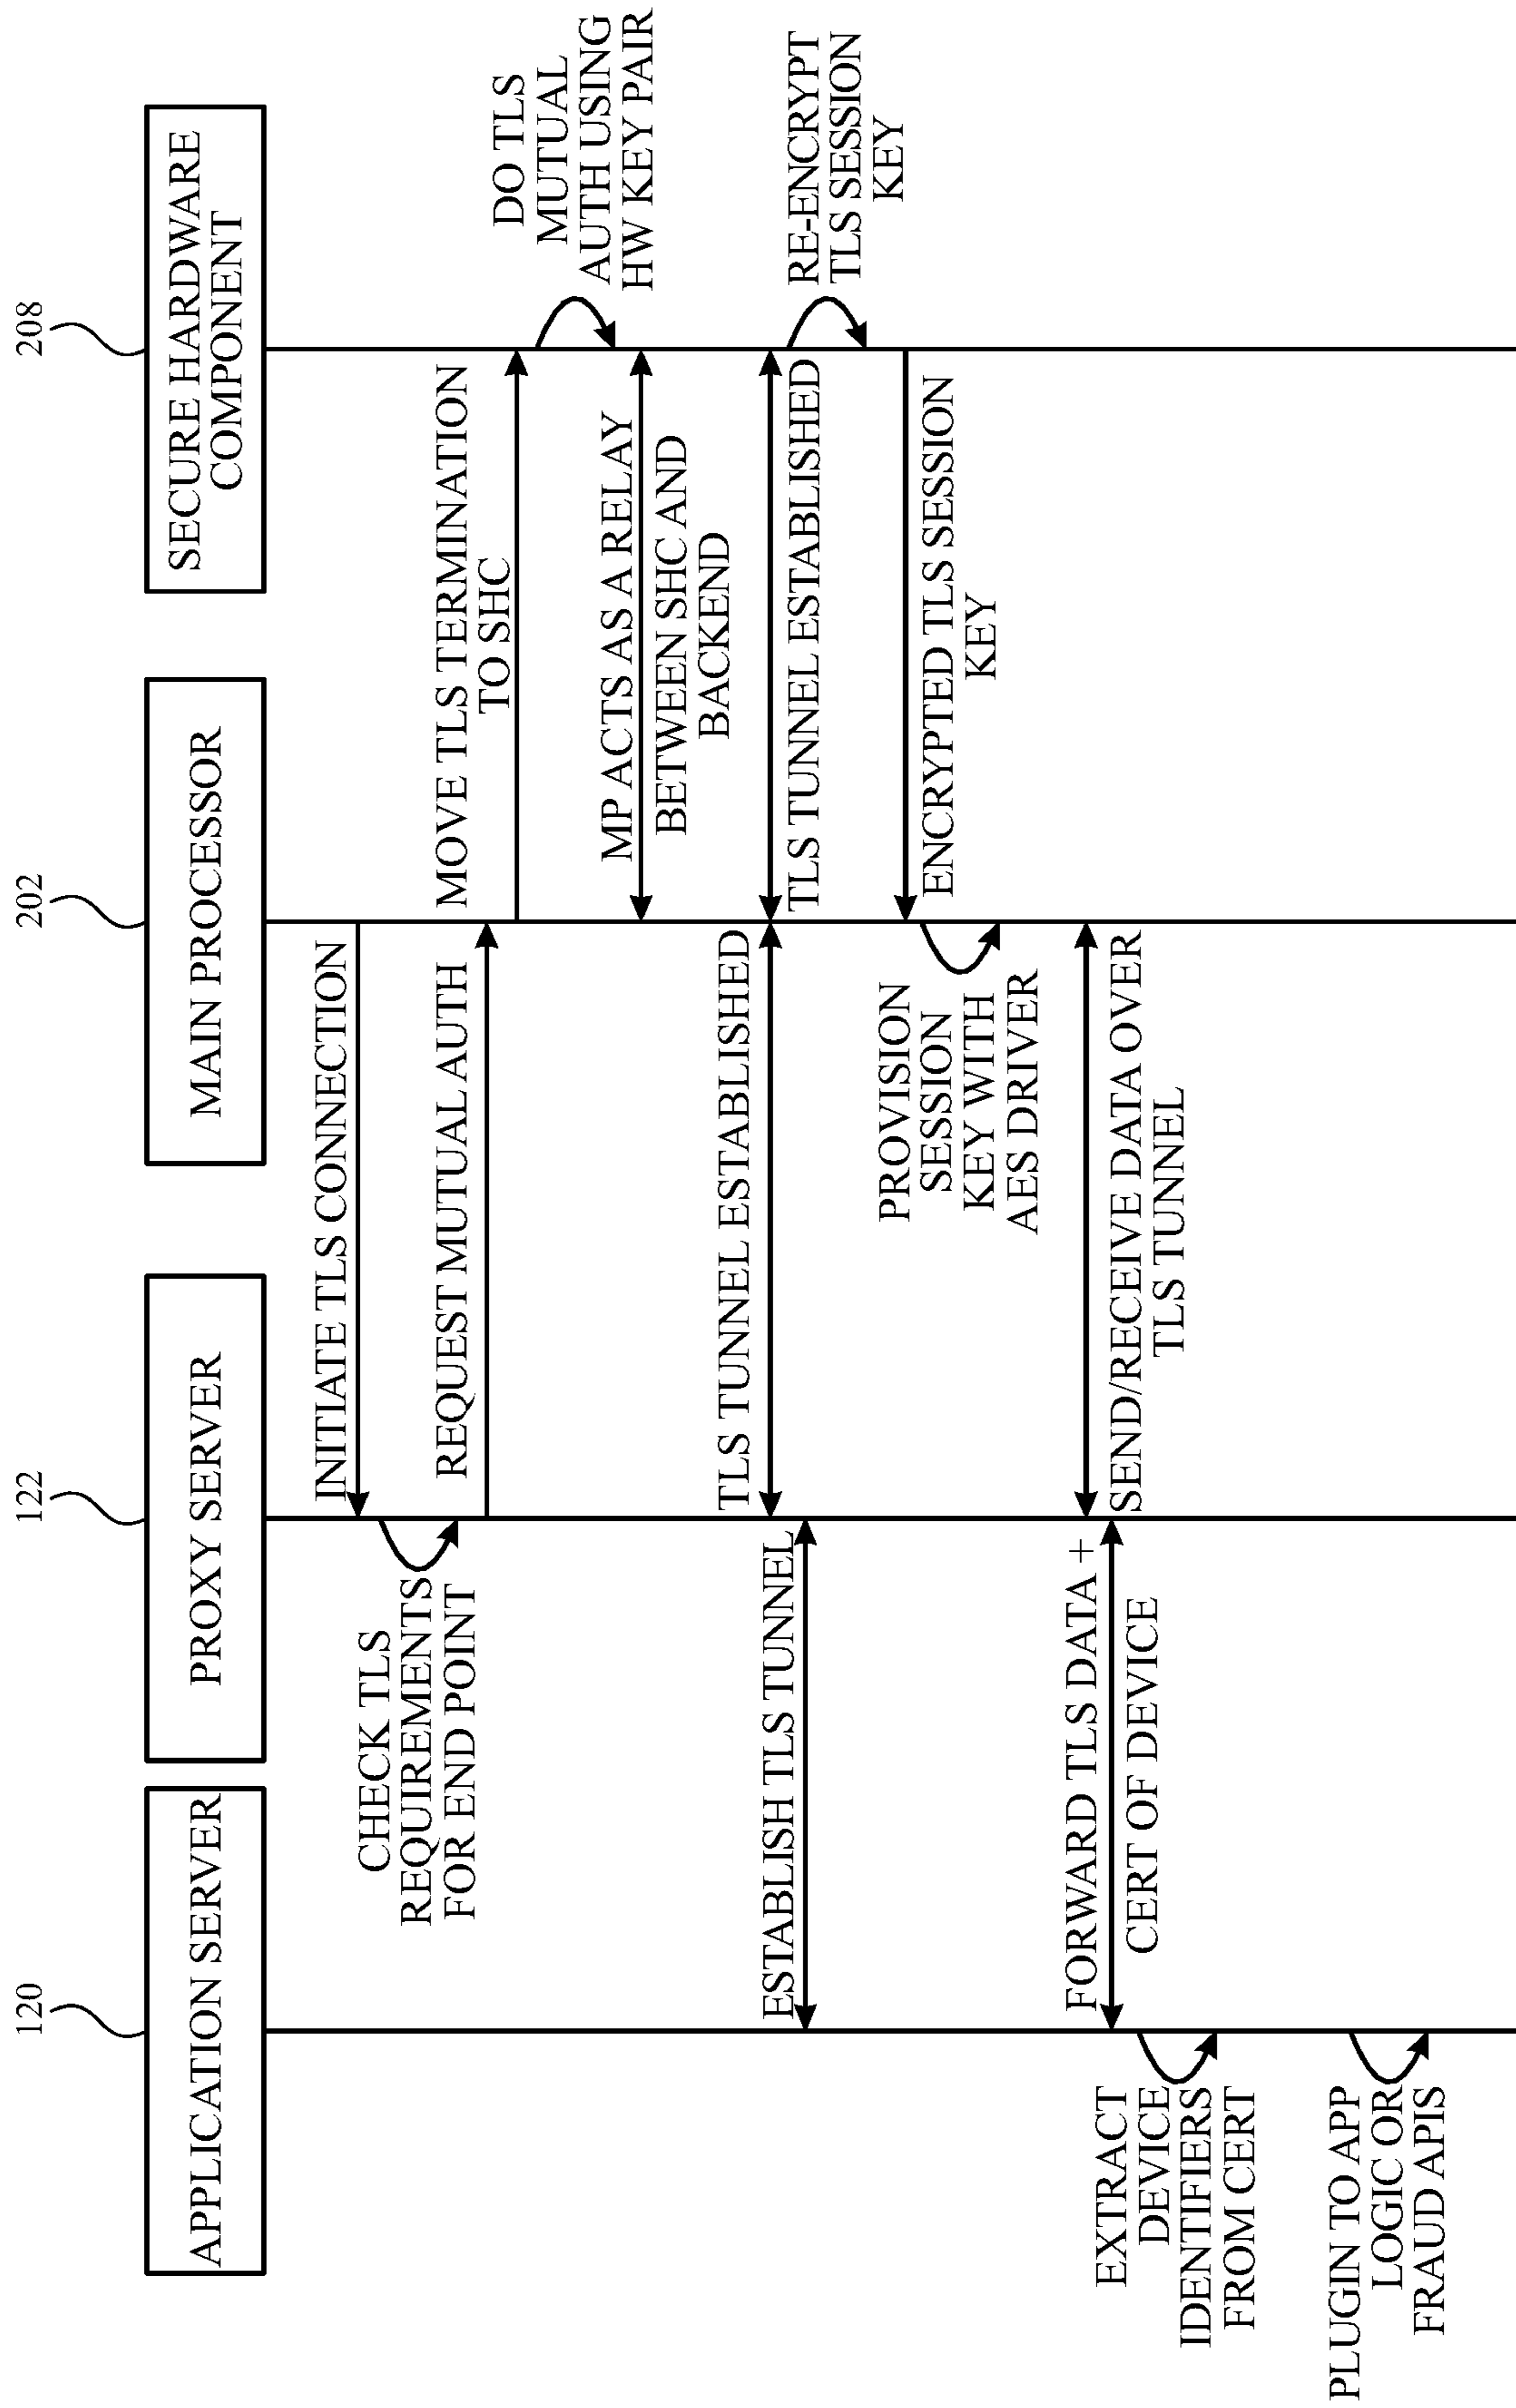 120
122
202
208
APPLICATION SERVER
PROXY SERVER
MAIN PROCESSOR
SECURE HARDWARE
COMPONENT
INITIATE TLS CONNECTION
CHECK TLS
REQUIREMENTS
FOR END POINT
REQUEST MUTUAL AUTH
MOVE TLS TERMINATION
TO SHC
DO TLS
MUTUAL
AUTH USING
HW KEY PAIR
MP ACTS AS A RELAY
BETWEEN SHC AND
BACKEND
TLS TUNNEL ESTABLISHED
TLS TUNNEL ESTABLISHED
ESTABLISH TLS TUNNEL
RE-ENCRYPT
TLS SESSION
KEY
ENCRYPTED TLS SESSION
KEY
PROVISION
SESSION
KEY WITH
AES DRIVER
SEND/RECEIVE DATA OVER
TLS TUNNEL
FORWARD TLS DATA +
CERT OF DEVICE
EXTRACT
DEVICE
IDENTIFIERS
FROM CERT
PLUGIN TO APP
LOGIC OR
FRAUD APIS